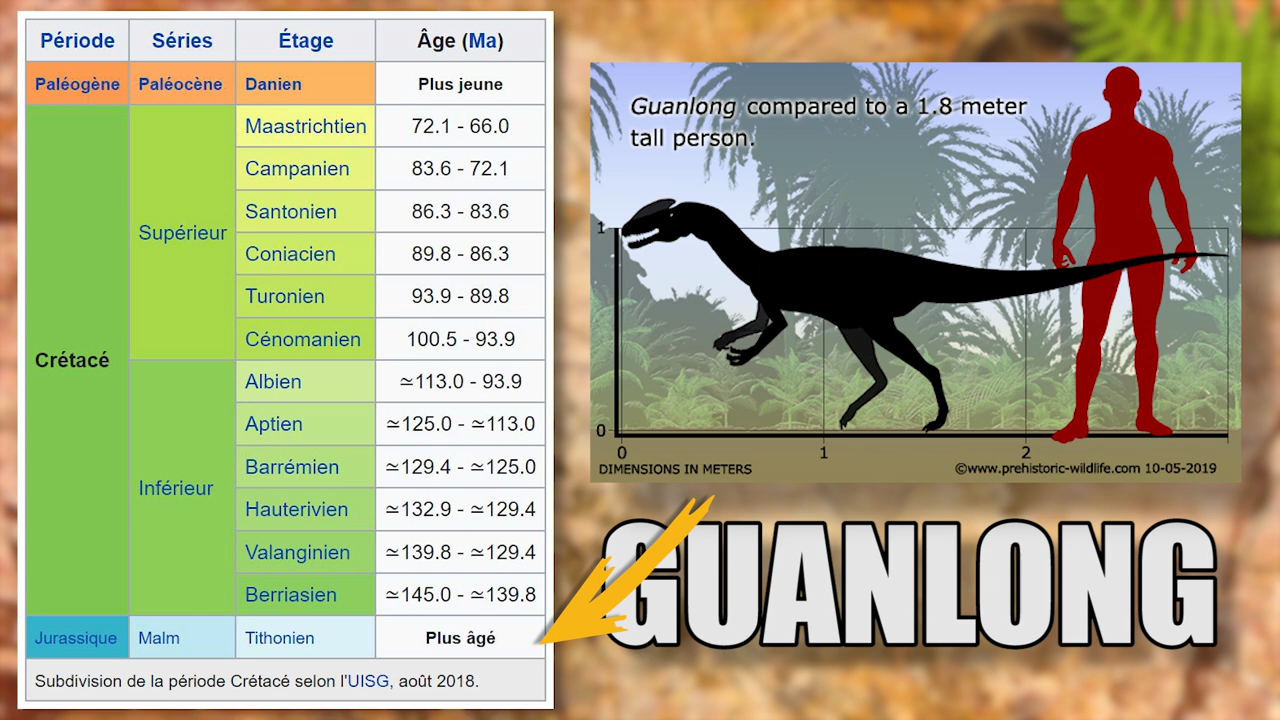 Période Séries Étage Âge (Ma)
Paléogène Paléocène Danien Plus jeune
Crétacé Supérieur Maastrichtien 72.1 - 66.0
Campanien 83.6 - 72.1
Santonien 86.3 - 83.6
Coniacien 89.8 - 86.3
Turonien 93.9 - 89.8
Cénomanien 100.5 - 93.9
Inférieur Albien ≃113.0 - 93.9
Aptien ≃125.0 - ≃113.0
Barrémien ≃129.4 - ≃125.0
Hauterivien ≃132.9 - ≃129.4
Valanginien ≃139.8 - ≃129.4
Berriasien ≃145.0 - ≃139.8
Jurassique Malm Tithonien Plus âgé
Subdivision de la période Crétacé selon l'UISG, août 2018.
Guanlong compared to a 1.8 meter
tall person.
1
0
0 1 2
DIMENSIONS IN METERS ©www.prehistoric-wildlife.com 10-05-2019
GUANLONG